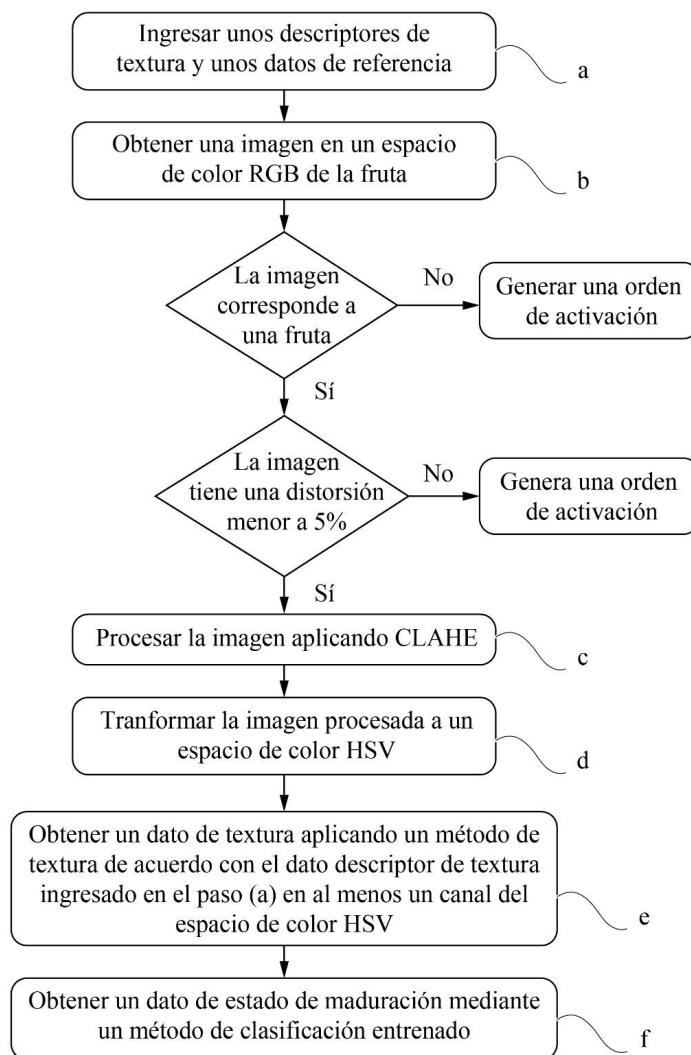 Ingresar unos descriptores de
textura y unos datos de referencia
a
Obtener una imagen en un espacio
de color RGB de la fruta
b
La imagen
corresponde a
una fruta
No
Generar una orden
de activación
Sí
La imagen
tiene una distorsión
menor a 5%
No
Genera una orden
de activación
Sí
Procesar la imagen aplicando CLAHE
c
Tranformar la imagen procesada a un
espacio de color HSV
d
Obtener un dato de textura aplicando un método de
textura de acuerdo con el dato descriptor de textura
ingresado en el paso (a) en al menos un canal del
espacio de color HSV
e
Obtener un dato de estado de maduración mediante
un método de clasificación entrenado
f